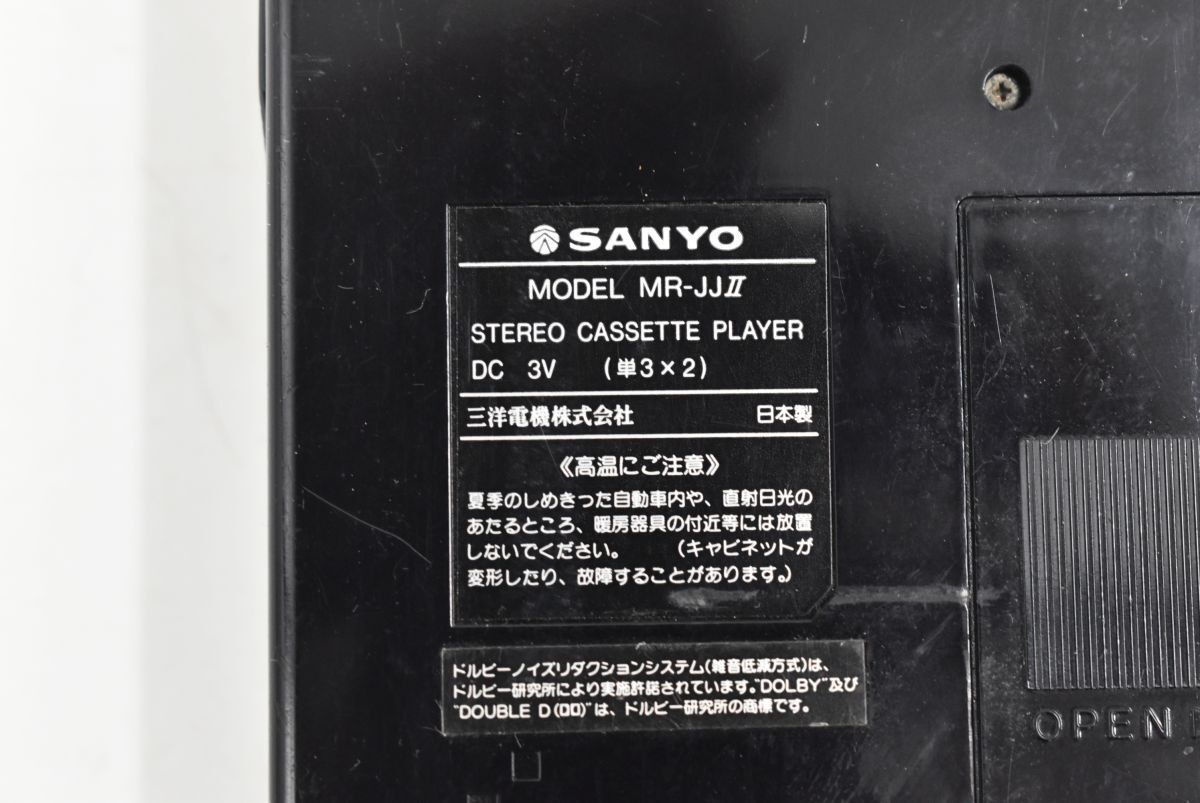 SANYO
MODEL MR-JJⅡ
STEREO CASSETTE PLAYER
DC 3V (単3×2)
三洋電機株式会社 日本製
《高温にご注意》
夏季のしめきった自動車内や、直射日光の
あたるところ、暖房器具の付近等には放置
しないでください。 (キャビネットが
変形したり、故障することがあります。)
ドルビーノイズリダクションシステム(雑音低減方式)は、
ドルビー研究所により実施許諾されています。"DOLBY"及び
"DOUBLE D(ロロ)"は、ドルビー研究所の商標です。
OPEN